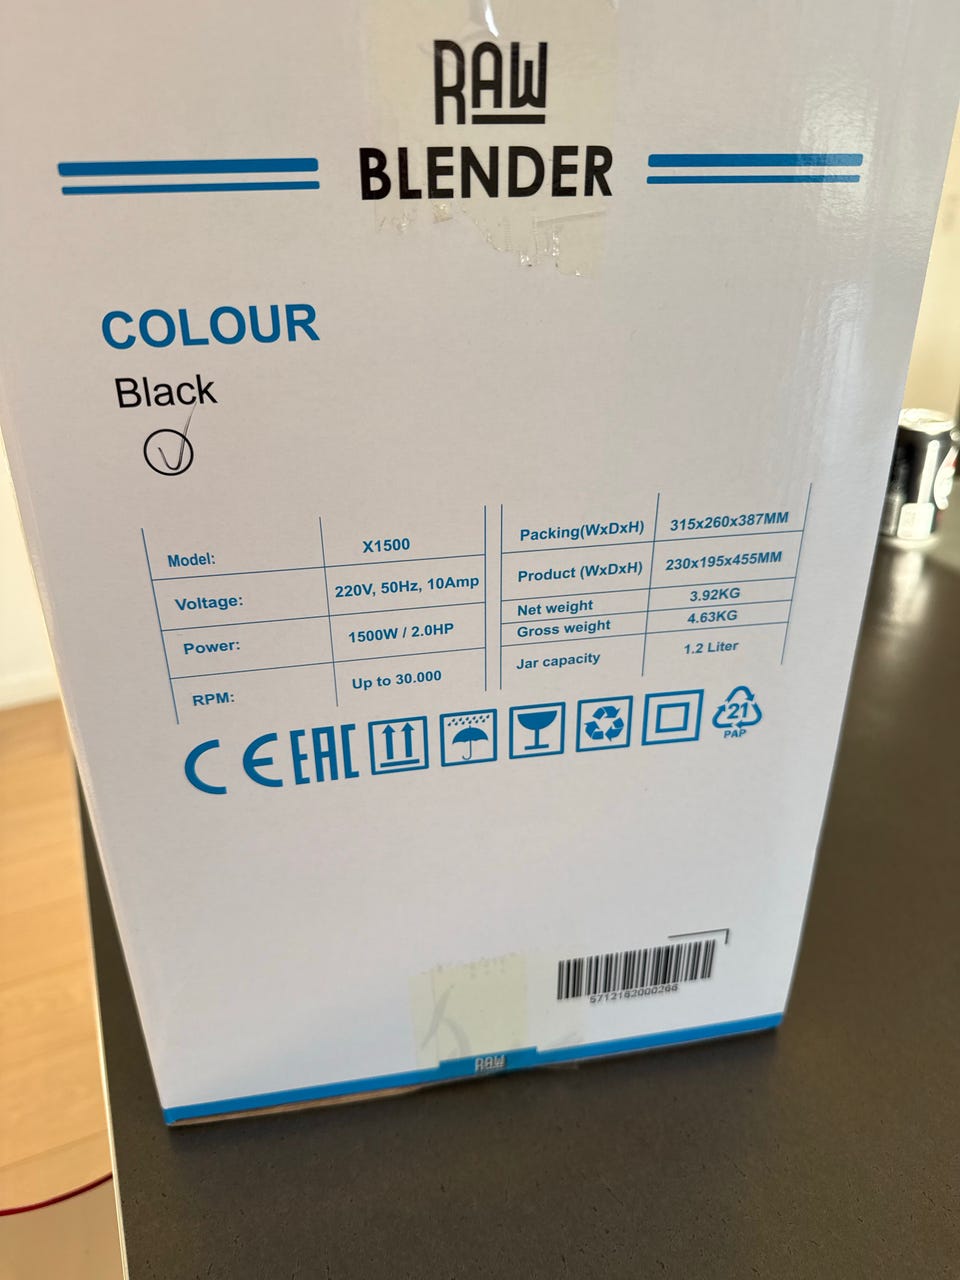 RAW
BLENDER
COLOUR
Black
Model: X1500
Voltage: 220V, 50Hz, 10Amp
Power: 1500W / 2.0HP
RPM: Up to 30.000
Packing(WxDxH) 315x260x387MM
Product (WxDxH) 230x195x455MM
Net weight 3.92KG
Gross weight 4.63KG
Jar capacity 1.2 Liter
CE EAC
21
PAP
5712182000266
RAW